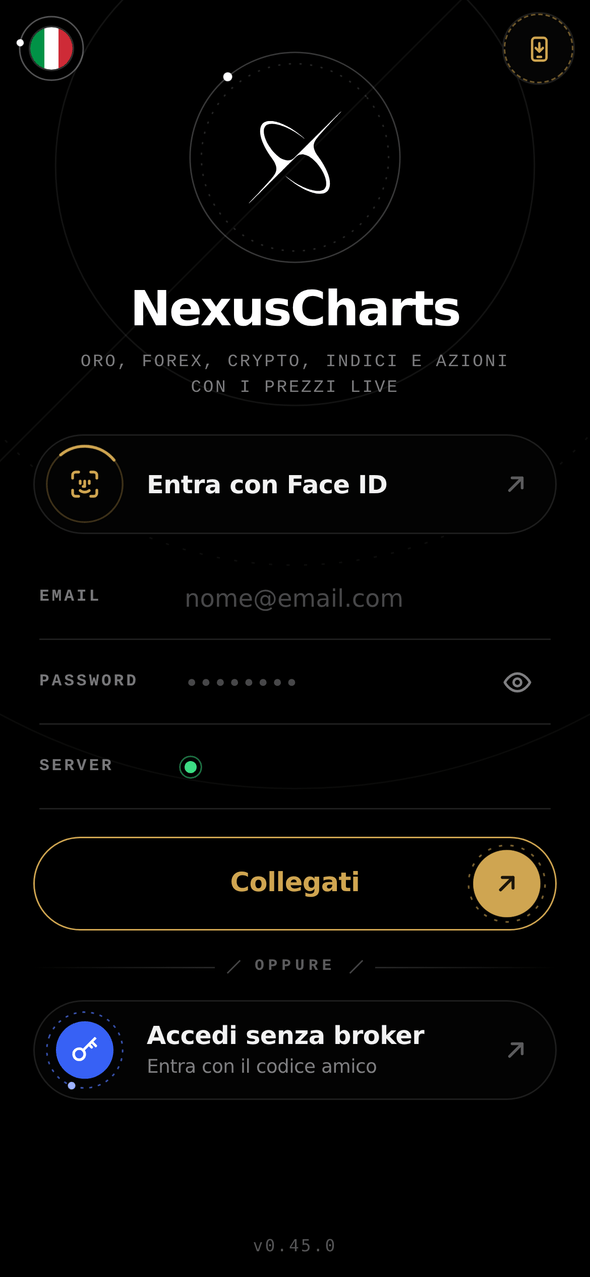 NexusCharts
ORO, FOREX, CRYPTO, INDICI E AZIONI
CON I PREZZI LIVE
Entra con Face ID
EMAIL nome@email.com
PASSWORD ••••••••
SERVER
Collegati
OPPURE
Accedi senza broker
Entra con il codice amico
v0.45.0